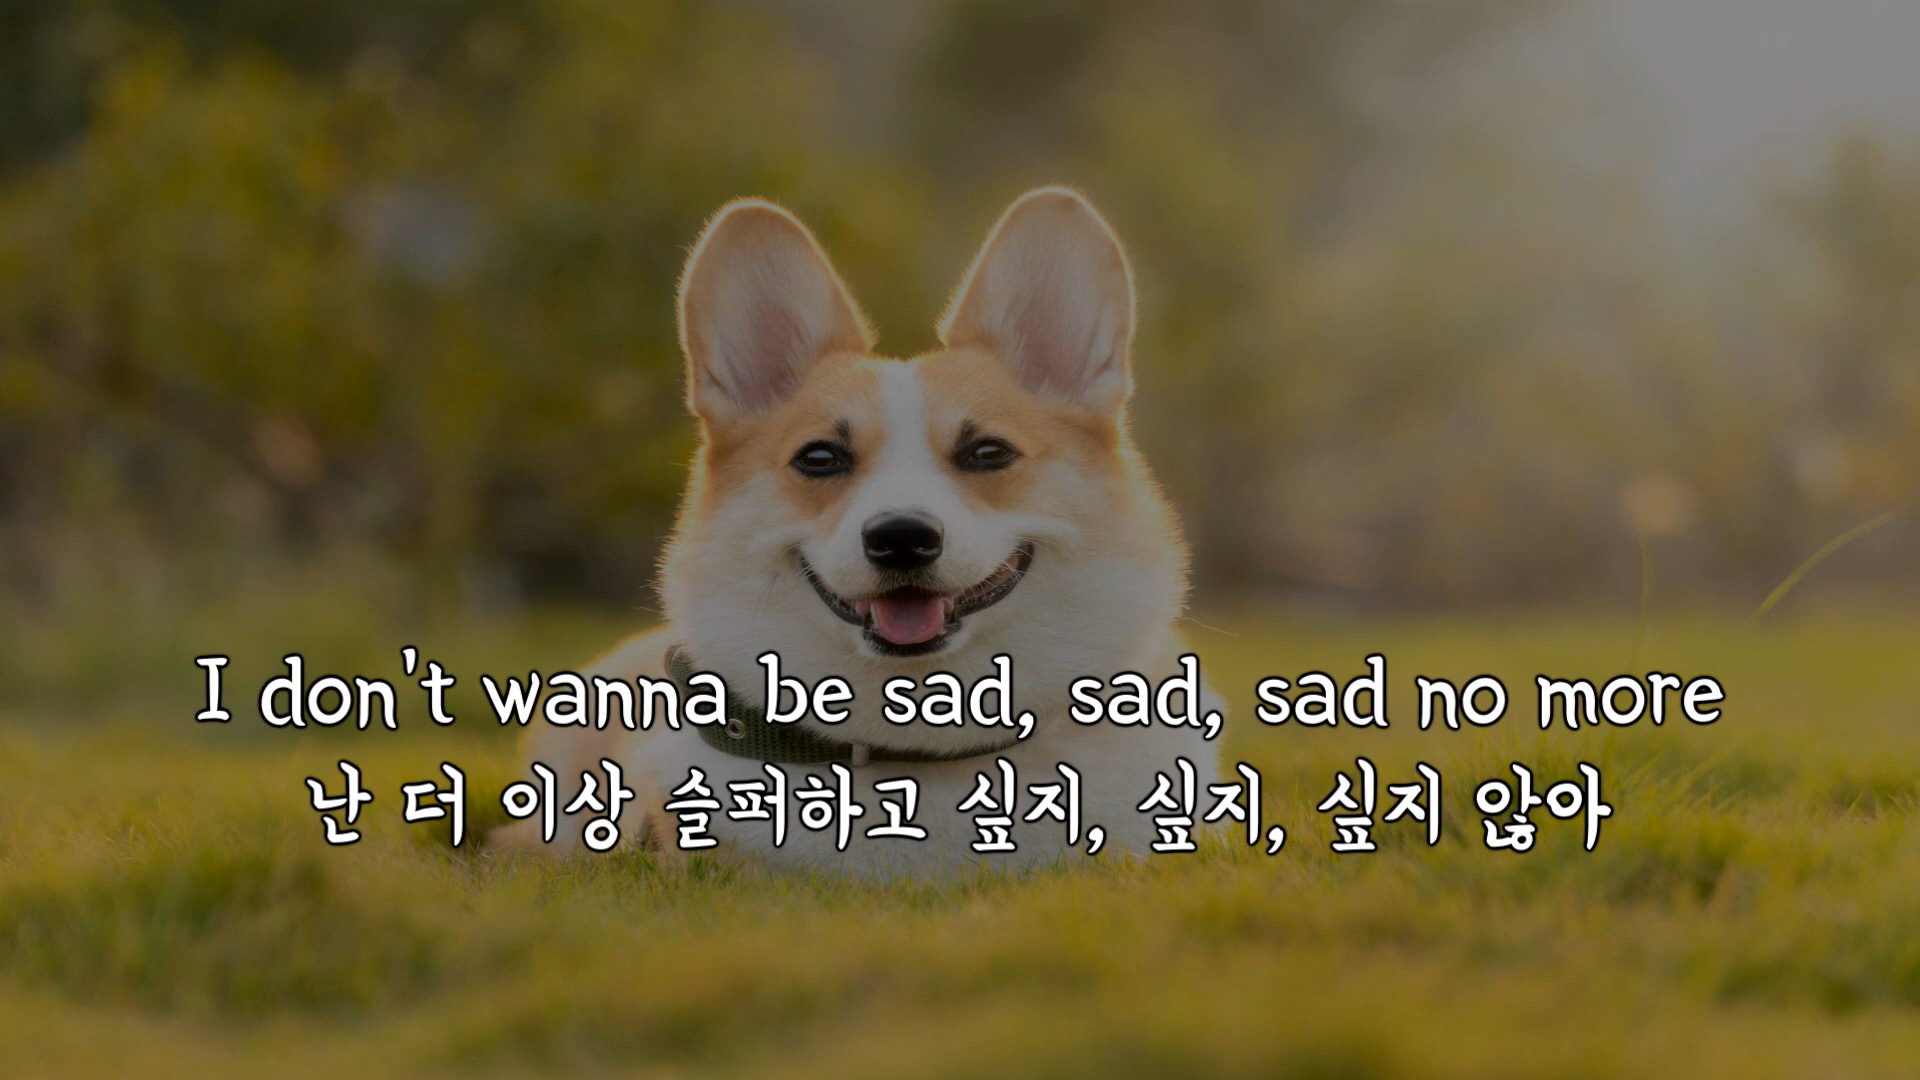 I don't wanna be sad, sad, sad no more
난 더 이상 슬퍼하고 싶지, 싶지, 싶지 않아